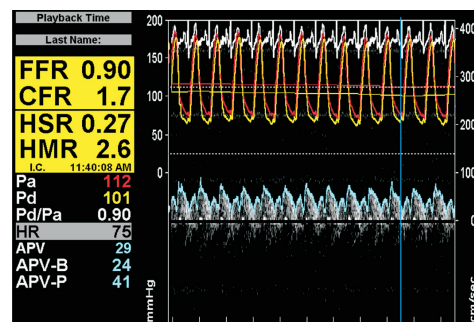 Playback Time
Last Name:
FFR 0.90
CFR 1.7
HSR 0.27
HMR 2.6
I.C. 11:40:08 AM
Pa 112
Pd 101
Pd/Pa 0.90
HR 75
APV 29
APV-B 24
APV-P 41
200
150
100
50
0
mmHg
400
300
200
100
0
cm/sec